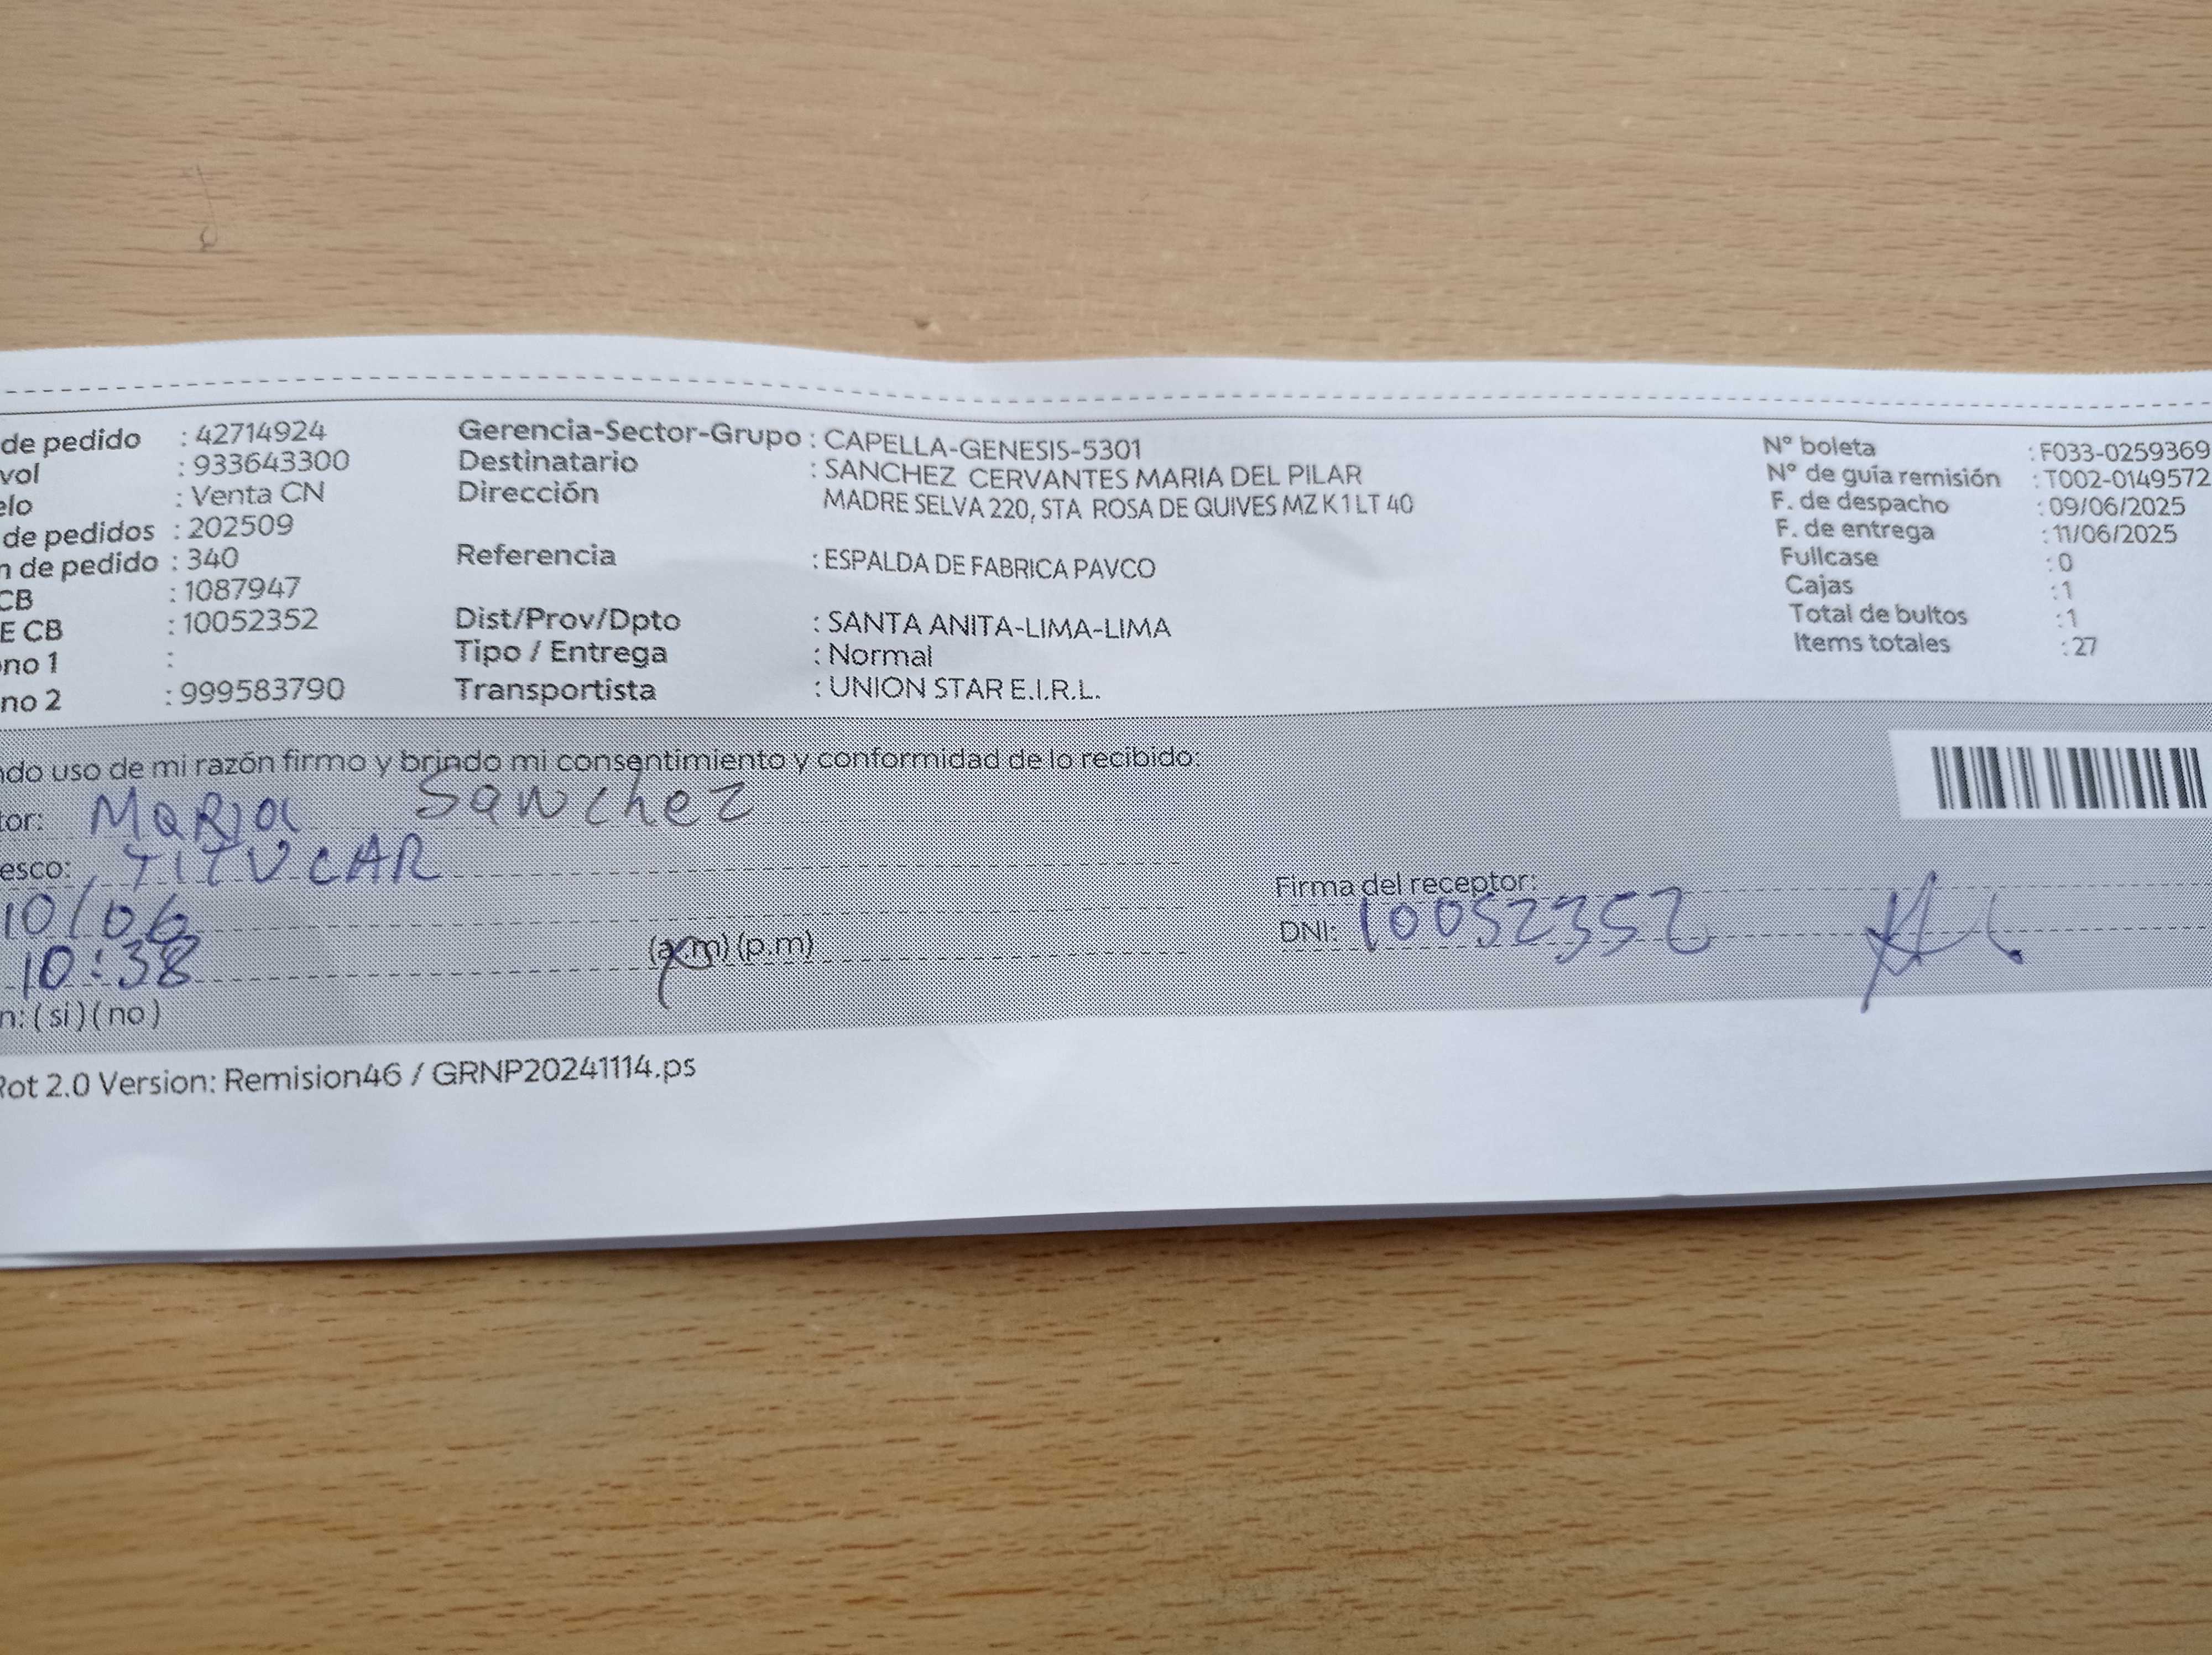 de pedido : 42714924
vol : 933643300
elo : Venta CN
de pedidos : 202509
n de pedido : 340
CB : 1087947
E CB : 10052352
ono 1 :
no 2 : 999583790
Gerencia-Sector-Grupo : CAPELLA-GENESIS-5301
Destinatario : SANCHEZ CERVANTES MARIA DEL PILAR
Dirección MADRE SELVA 220, STA ROSA DE QUIVES MZ K 1 LT 40
Referencia : ESPALDA DE FABRICA PAVCO
Dist/Prov/Dpto : SANTA ANITA-LIMA-LIMA
Tipo / Entrega : Normal
Transportista : UNION STAR E.I.R.L.
N° boleta : F033-0259369
N° de guía remisión : T002-0149572
F. de despacho : 09/06/2025
F. de entrega : 11/06/2025
Fullcase : 0
Cajas : 1
Total de bultos : 1
Items totales : 27
ndo uso de mi razón firmo y brindo mi consentimiento y conformidad de lo recibido:
tor: Maria Sanchez
esco: TITULAR
10/06
10:38 (a.m) (p.m)
n: (si) (no)
Firma del receptor:
DNI: 10052352
Rot 2.0 Version: Remision46 / GRNP20241114.ps